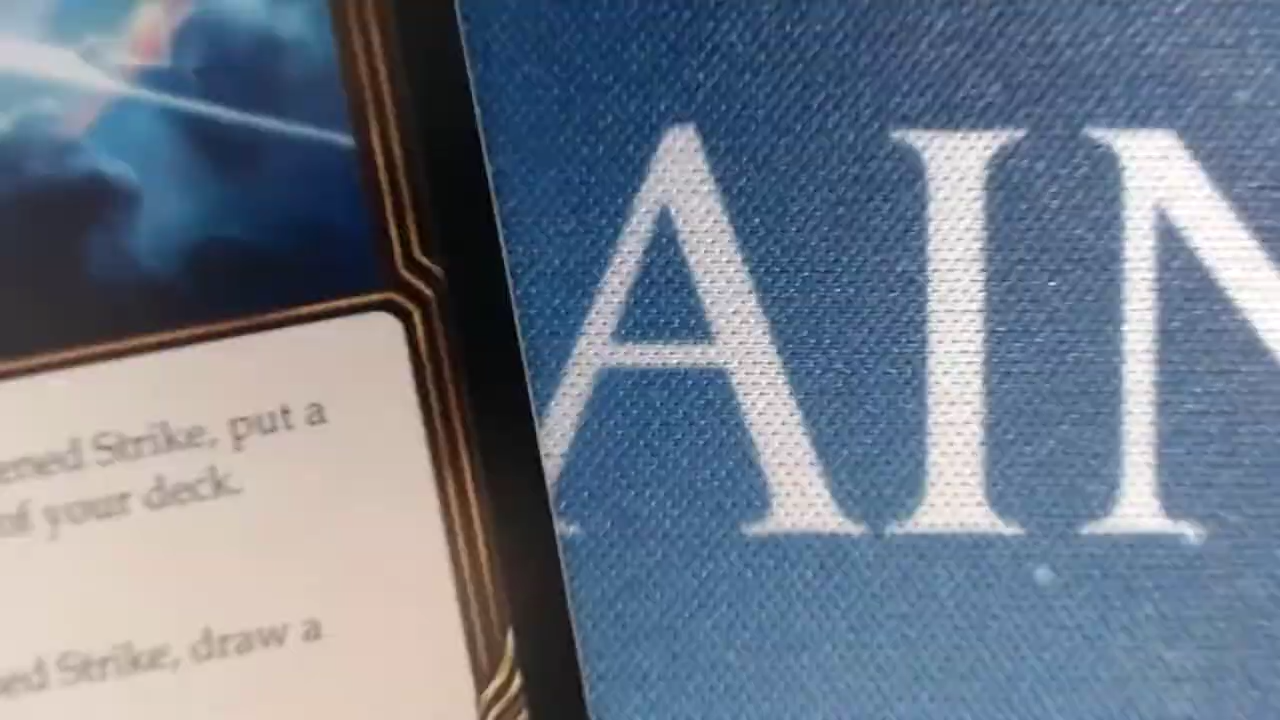 ened Strike, put a
of your deck.
ed Strike, draw a
AIN